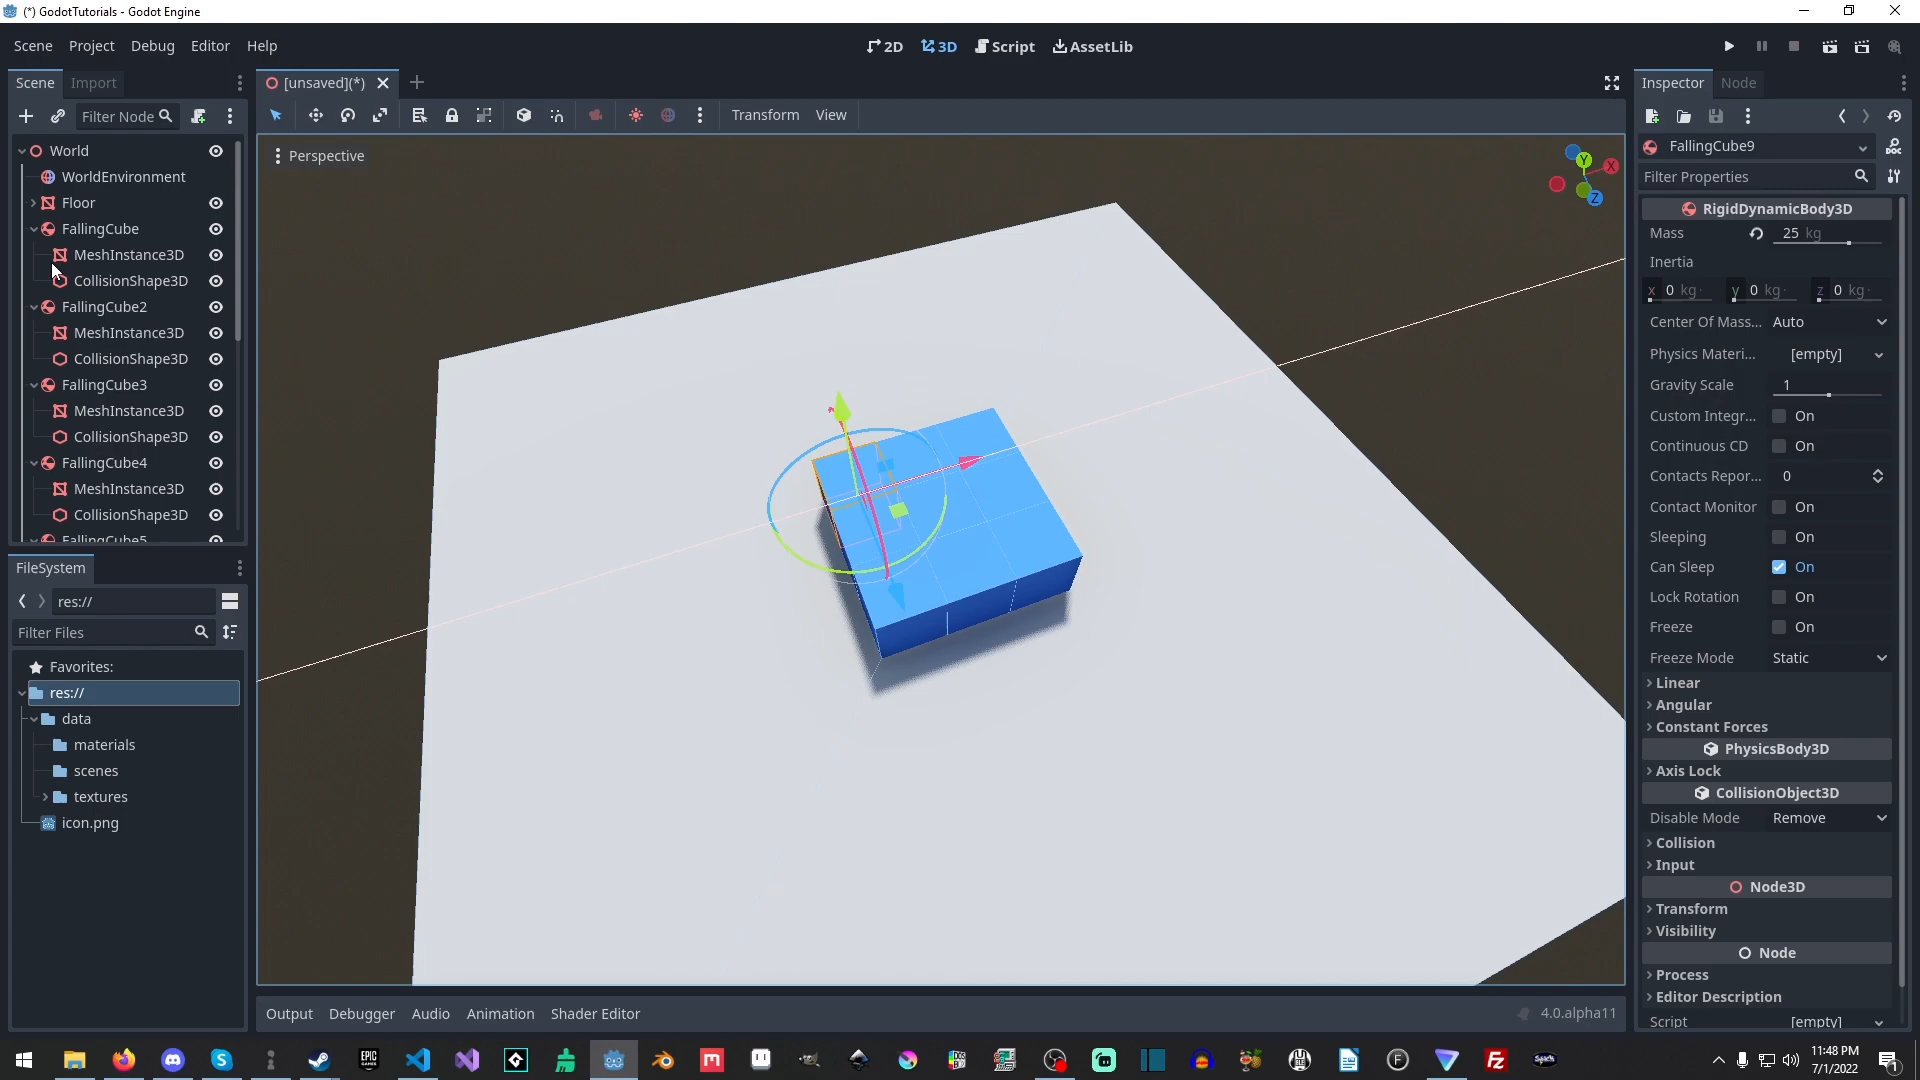 (*) GodotTutorials - Godot Engine
Scene Project Debug Editor Help
2D 3D Script AssetLib
Scene Import
[unsaved](*)
Inspector Node
Filter Node
Transform View
Perspective
World
WorldEnvironment
Floor
FallingCube
MeshInstance3D
CollisionShape3D
FallingCube2
MeshInstance3D
CollisionShape3D
FallingCube3
MeshInstance3D
CollisionShape3D
FallingCube4
MeshInstance3D
CollisionShape3D
FallingCube5
FileSystem
res://
Filter Files
Favorites:
res://
data
materials
scenes
textures
icon.png
Y
X
Z
FallingCube9
Filter Properties
RigidDynamicBody3D
Mass 25 kg
Inertia
x 0 kg· y 0 kg· z 0 kg·
Center Of Mass... Auto
Physics Materi... [empty]
Gravity Scale 1
Custom Integr... On
Continuous CD On
Contacts Repor... 0
Contact Monitor On
Sleeping On
Can Sleep On
Lock Rotation On
Freeze On
Freeze Mode Static
Linear
Angular
Constant Forces
PhysicsBody3D
Axis Lock
CollisionObject3D
Disable Mode Remove
Collision
Input
Node3D
Transform
Visibility
Node
Process
Editor Description
Script [empty]
Output Debugger Audio Animation Shader Editor
4.0.alpha11
EPIC
GAMES
11:48 PM
7/1/2022
1